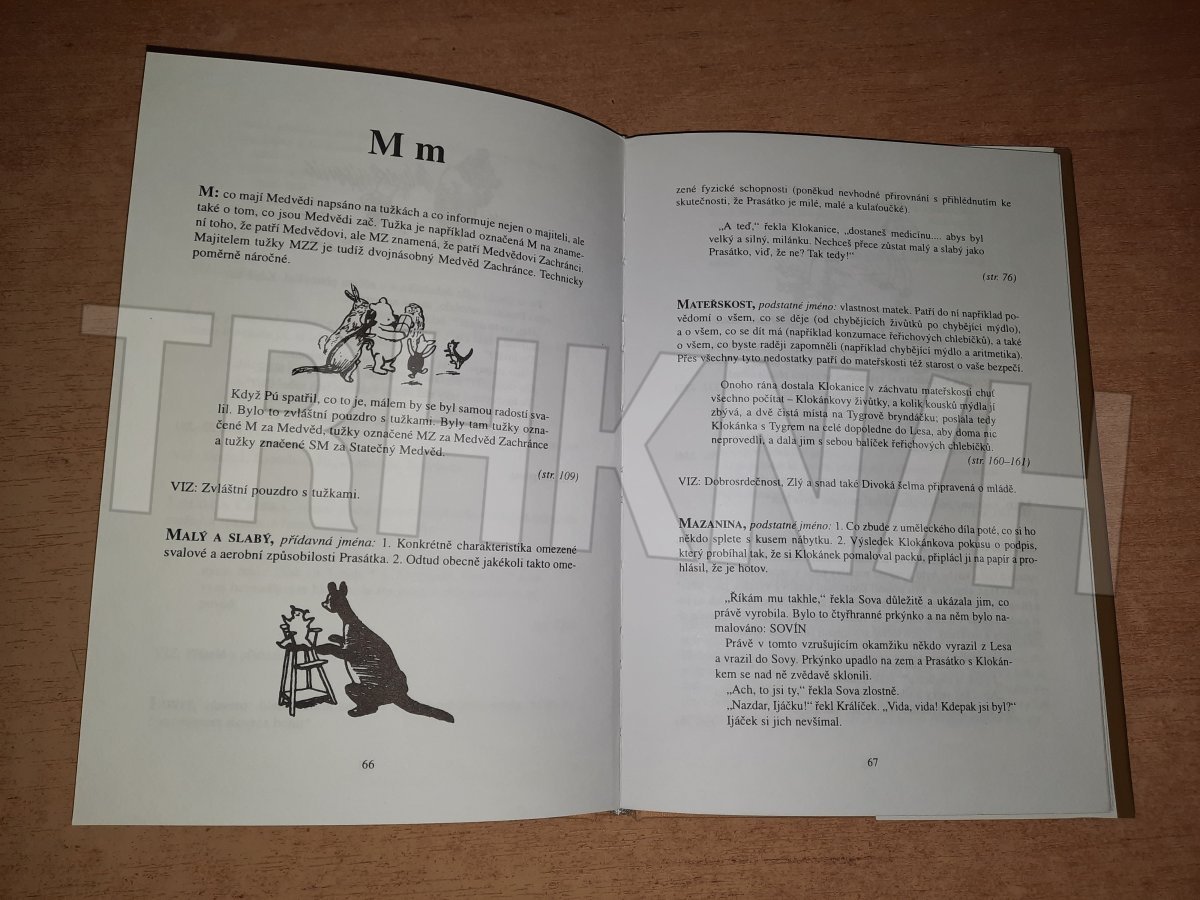 M m
M: co mají Medvědi napsáno na tužkách a co informuje nejen o majiteli, ale
také o tom, co jsou Medvědi zač. Tužka je například označená M na zname-
ní toho, že patří Medvědovi, ale MZ znamená, že patří Medvědovi Zachránci.
Majitelem tužky MZZ je tudíž dvojnásobný Medvěd Zachránce. Technicky
poměrně náročné.
Když Pú spatřil, co to je, málem by se byl samou radostí sva-
lil. Bylo to zvláštní pouzdro s tužkami. Byly tam tužky ozna-
čené M za Medvěd, tužky označené MZ za Medvěd Zachránce
a tužky značené SM za Statečný Medvěd.
(str. 109)
VIZ: Zvláštní pouzdro s tužkami.
MALÝ A SLABÝ, přídavná jména: 1. Konkrétně charakteristika omezené
svalové a aerobní způsobilosti Prasátka. 2. Odtud obecně jakékoli takto ome-
66
zené fyzické schopnosti (poněkud nevhodné přirovnání s přihlédnutím ke
skutečnosti, že Prasátko je milé, malé a kulaťoučké).
„A teď,“ řekla Klokanice, „dostaneš medicínu.... abys byl
velký a silný, milánku. Nechceš přece zůstat malý a slabý jako
Prasátko, viď, že ne? Tak tedy!“
(str. 76)
MATEŘSKOST, podstatné jméno: vlastnost matek. Patří do ní například po-
vědomí o všem, co se děje (od chybějících živůtků po chybějící mýdlo),
a o všem, co se dít má (například konzumace řeřichových chlebíčků), a také
o všem, co byste raději zapomněli (například chybějící mýdlo a aritmetika).
Přes všechny tyto nedostatky patří do mateřskosti též starost o vaše bezpečí.
Onoho rána dostala Klokanice v záchvatu mateřskosti chuť
všechno počítat – Klokánkovy živůtky, a kolik kousků mýdla jí
zbývá, a dvě čistá místa na Tygrově bryndáčku; poslala tedy
Klokánka s Tygrem na celé dopoledne do Lesa, aby doma nic
neprovedli, a dala jim s sebou balíček řeřichových chlebíčků.
(str. 160–161)
VIZ: Dobrosrdečnost, Zlý a snad také Divoká šelma připravená o mládě.
MAZANINA, podstatné jméno: 1. Co zbude z uměleckého díla poté, co si ho
někdo splete s kusem nábytku. 2. Výsledek Klokánkova pokusu o podpis,
který probíhal tak, že si Klokánek pomaloval packu, připlácl ji na papír a pro-
hlásil, že je hotov.
„Říkám mu takhle,“ řekla Sova důležitě a ukázala jim, co
právě vyrobila. Bylo to čtyřhranné prkýnko a na něm bylo na-
malováno: SOVÍN
Právě v tomto vzrušujícím okamžiku někdo vyrazil z Lesa
a vrazil do Sovy. Prkýnko upadlo na zem a Prasátko s Klokán-
kem se nad ně zvědavě sklonili.
„Ach, to jsi ty,“ řekla Sova zlostně.
„Nazdar, Ijáčku!“ řekl Králíček. „Vida, vida! Kdepak jsi byl?“
Ijáček si jich nevšímal.
67
TRHKNIH